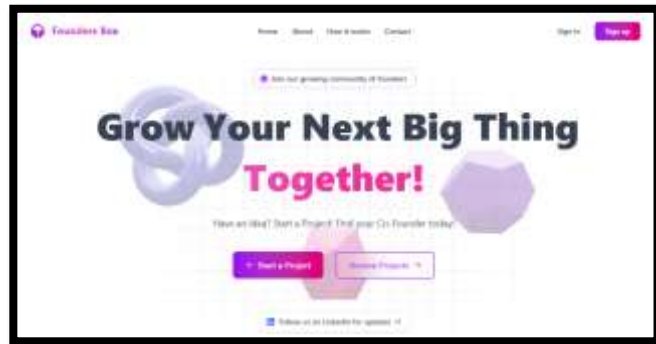 Founders Box
Home About How it works Contact
Sign In
Sign up
Join our growing community of founders
Grow Your Next Big Thing
Together!
Have an Idea? Start a Project! Find your Co-Founder today!
+ Start a Project
Browse Projects →
Follow us on LinkedIn for updates